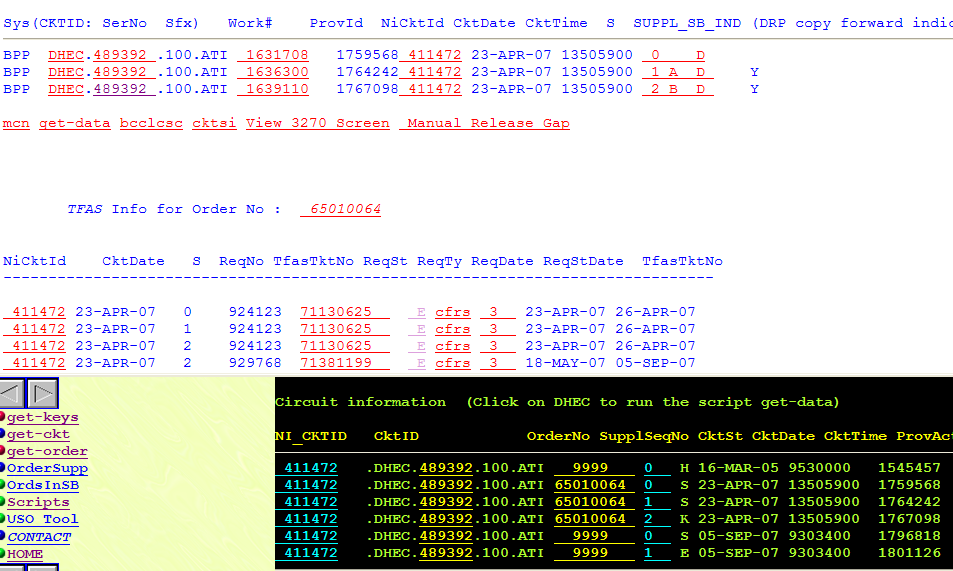 Sys(CKTID: SerNo Sfx) Work# ProvId NiCktId CktDate CktTime S SUPPL_SB_IND (DRP copy forward indic
BPP DHEC.489392 .100.ATI 1631708 1759568 411472 23-APR-07 13505900 0 D
BPP DHEC.489392 .100.ATI 1636300 1764242 411472 23-APR-07 13505900 1 A D Y
BPP DHEC.489392 .100.ATI 1639110 1767098 411472 23-APR-07 13505900 2 B D Y
mcn get-data bcclcsc cktsi View 3270 Screen Manual Release Gap
TFAS Info for Order No : 65010064
NiCktId CktDate S ReqNo TfasTktNo ReqSt ReqTy ReqDate ReqStDate TfasTktNo
--------------------------------------------------------------------------------
411472 23-APR-07 0 924123 71130625 E cfrs 3 23-APR-07 26-APR-07
411472 23-APR-07 1 924123 71130625 E cfrs 3 23-APR-07 26-APR-07
411472 23-APR-07 2 924123 71130625 E cfrs 3 23-APR-07 26-APR-07
411472 23-APR-07 2 929768 71381199 E cfrs 3 18-MAY-07 05-SEP-07
get-keys
get-ckt
get-order
OrderSupp
OrdsInSB
Scripts
USO Tool
CONTACT
HOME
Circuit information (Click on DHEC to run the script get-data)
NI_CKTID CktID OrderNo SupplSeqNo CktSt CktDate CktTime ProvAct
411472 .DHEC.489392.100.ATI 9999 0 H 16-MAR-05 9530000 1545457
411472 .DHEC.489392.100.ATI 65010064 0 S 23-APR-07 13505900 1759568
411472 .DHEC.489392.100.ATI 65010064 1 S 23-APR-07 13505900 1764242
411472 .DHEC.489392.100.ATI 65010064 2 K 23-APR-07 13505900 1767098
411472 .DHEC.489392.100.ATI 9999 0 S 05-SEP-07 9303400 1796818
411472 .DHEC.489392.100.ATI 9999 1 E 05-SEP-07 9303400 1801126